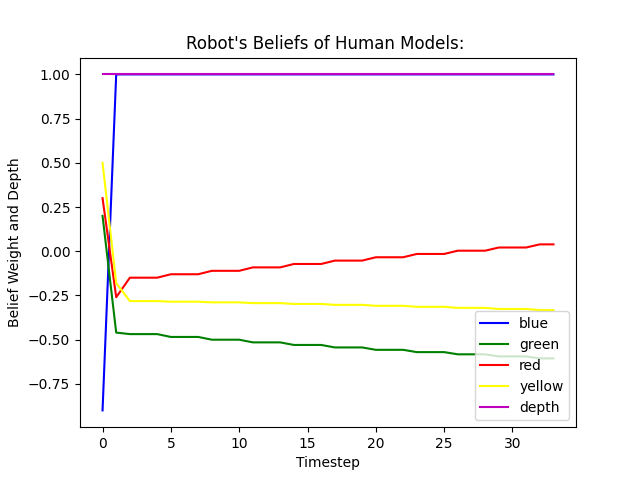 Robot's Beliefs of Human Models:
Belief Weight and Depth
1.00
0.75
0.50
0.25
0.00
−0.25
−0.50
−0.75
0
5
10
15
20
25
30
Timestep
blue
green
red
yellow
depth